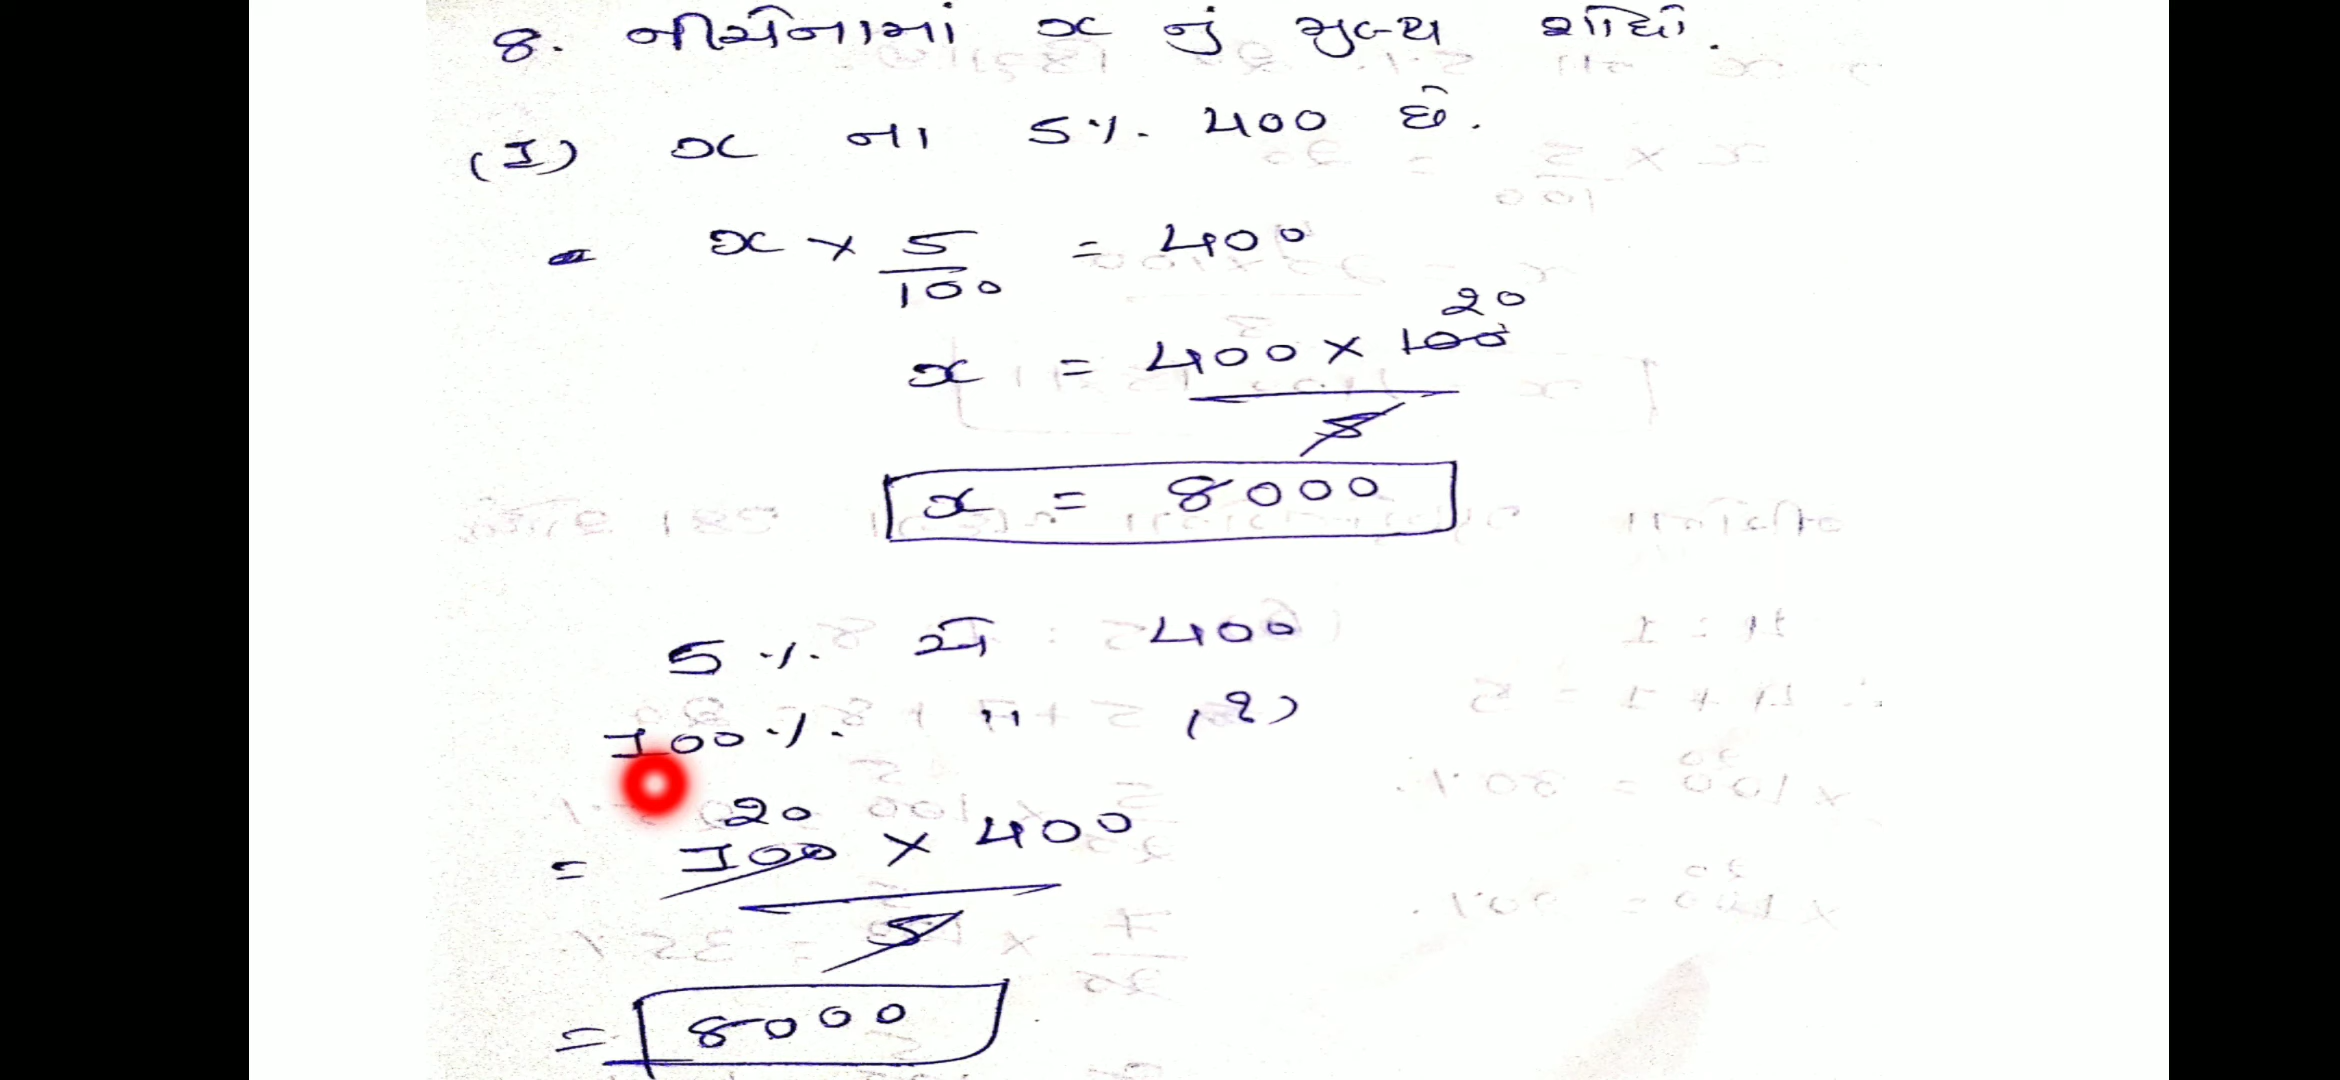 8. નીચેનામાં x નું મુલ્ય શોધો.
(I) x ના 5% 400 છે.
x × 5/100 = 400
20
x = 400 × 100
5
x = 8000
5% એ 400
100% " (?)
20
= 100 × 400
5
= 8000